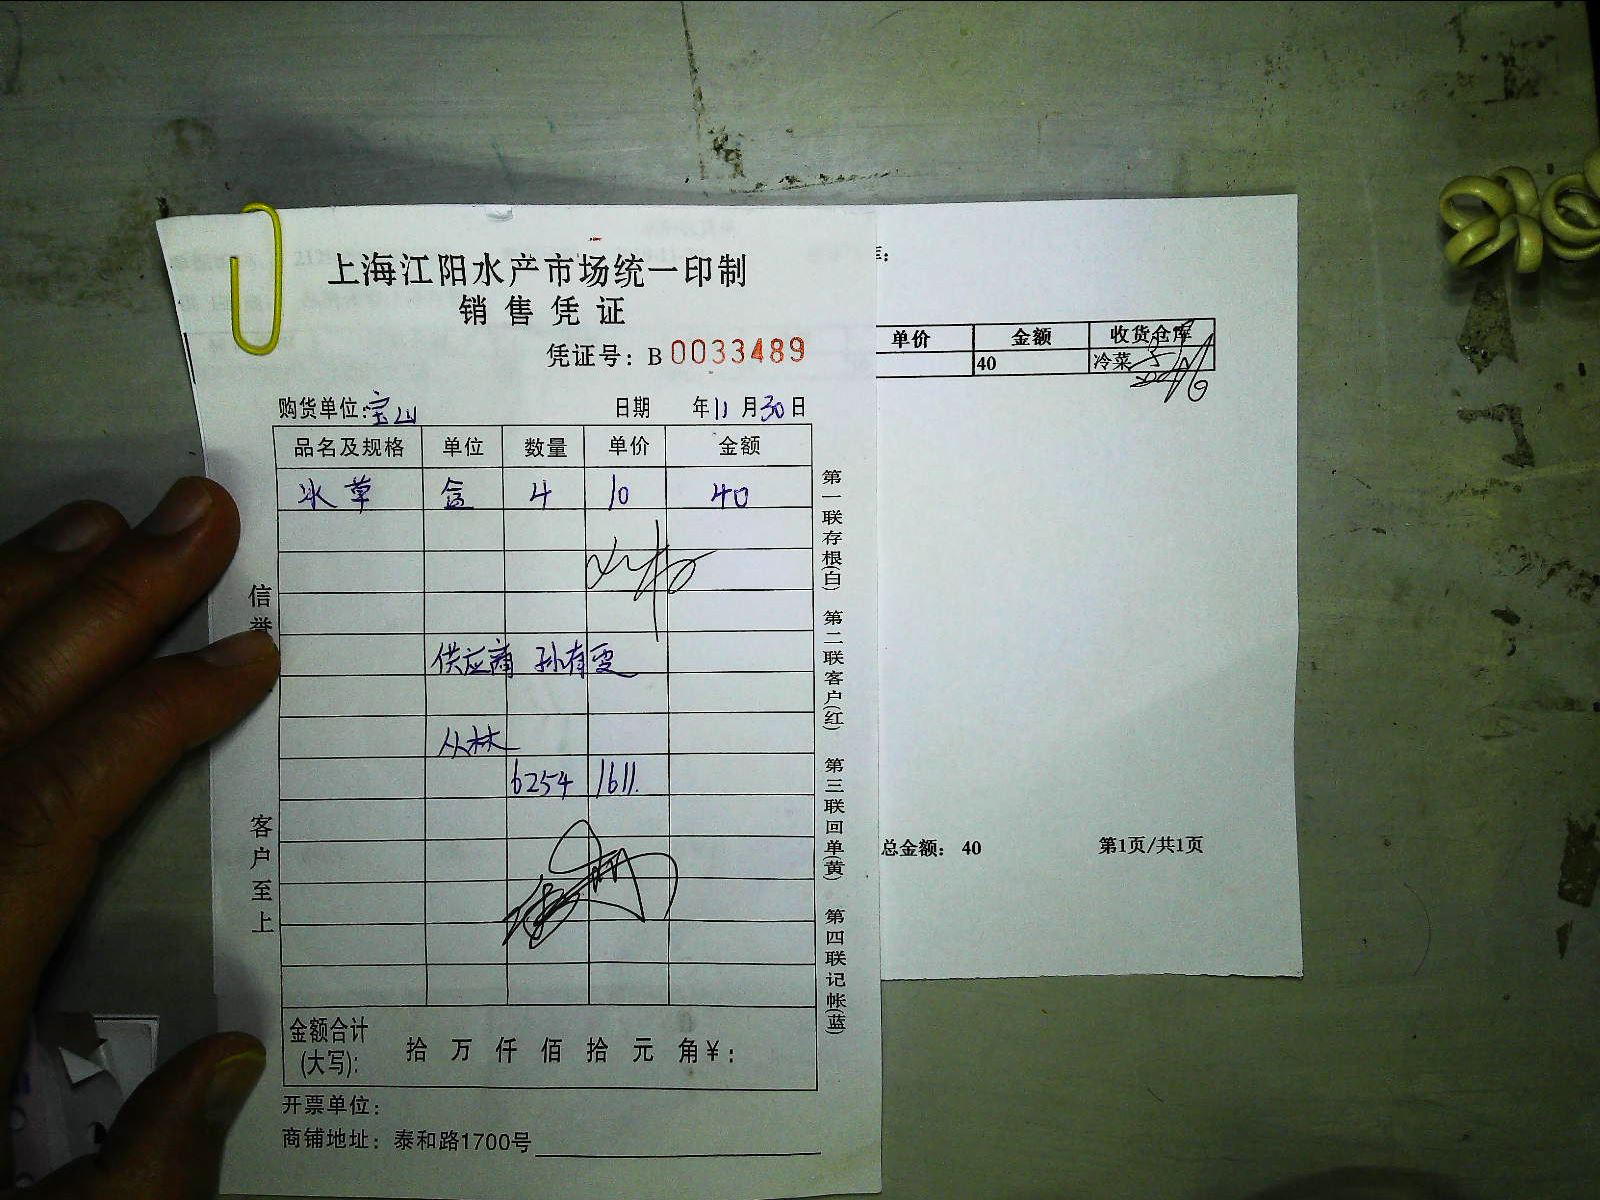 上海江阳水产市场统一印制
销售凭证
凭证号：B 0033489
购货单位：宝山 日期 年11月30日
品名及规格 单位 数量 单价 金额
冰草 盒 4 10 40
供应商 孙有雯
从林
6254 1611.
金额合计
(大写): 拾 万 仟 佰 拾 元 角 ¥：
开票单位：
商铺地址：泰和路1700号
信誉
客户至上
第一联存根(白) 第二联客户(红) 第三联回单(黄) 第四联记帐(蓝)
单价 金额 收货仓库
40 冷菜
总金额： 40 第1页/共1页